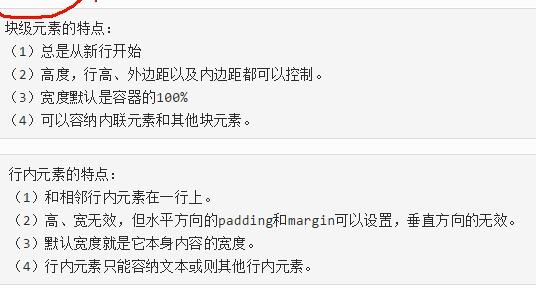 块级元素的特点:
（1）总是从新行开始
（2）高度，行高、外边距以及内边距都可以控制。
（3）宽度默认是容器的100%
（4）可以容纳内联元素和其他块元素。
行内元素的特点:
（1）和相邻行内元素在一行上。
（2）高、宽无效，但水平方向的padding和margin可以设置，垂直方向的无效。
（3）默认宽度就是它本身内容的宽度。
（4）行内元素只能容纳文本或则其他行内元素。